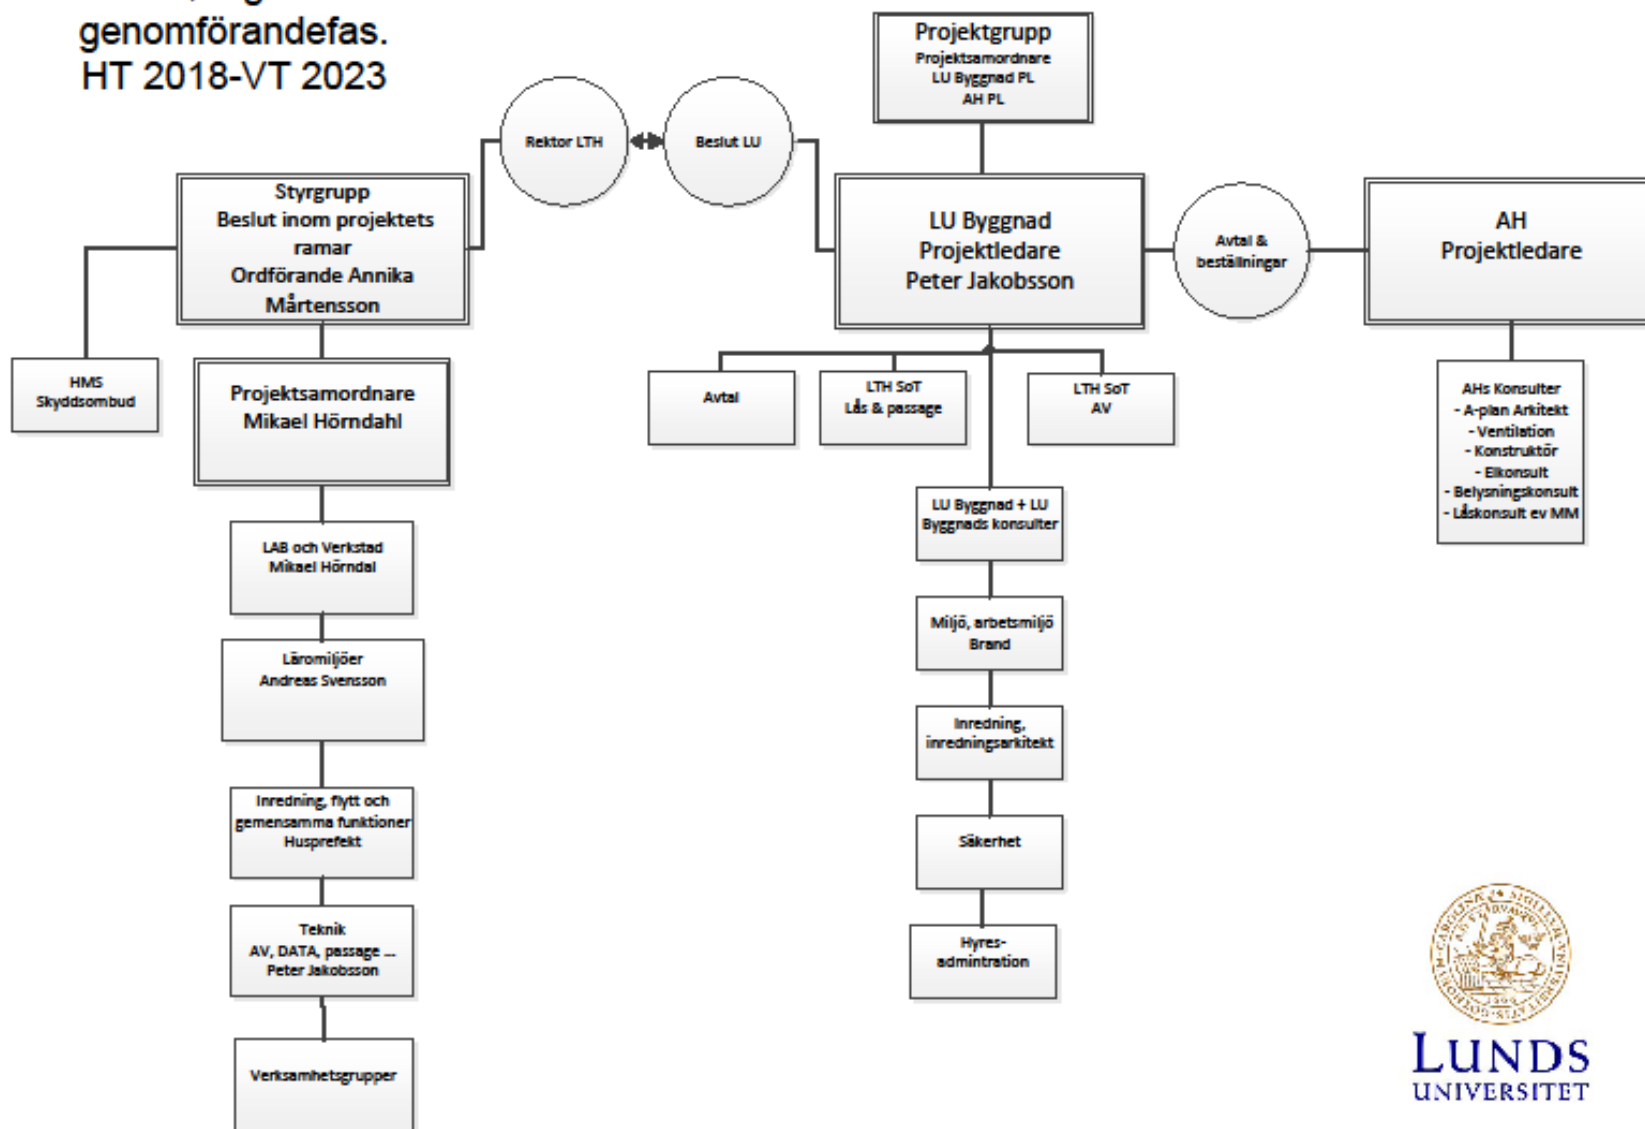 genomförandefas.
HT 2018-VT 2023
Projektgrupp
Projektsamordnare
LU Byggnad PL
AH PL
Rektor LTH
Beslut LU
Styrgrupp
Beslut inom projektets
ramar
Ordförande Annika
Mårtensson
LU Byggnad
Projektledare
Peter Jakobsson
Avtal &
beställningar
AH
Projektledare
HMS
Skyddsombud
Projektsamordnare
Mikael Hörndahl
Avtal
LTH SoT
Lås & passage
LTH SoT
AV
AHs Konsulter
- A-plan Arkitekt
- Ventilation
- Konstruktör
- Elkonsult
- Belysningskonsult
- Låskonsult ev MM
LAB och Verkstad
Mikael Hörndal
LU Byggnad + LU
Byggnads konsulter
Läromiljöer
Andreas Svensson
Miljö, arbetsmiljö
Brand
Inredning,
inredningsarkitekt
Inredning, flytt och
gemensamma funktioner
Husprefekt
Säkerhet
Teknik
AV, DATA, passage ...
Peter Jakobsson
Hyres-
admintration
Verksamhetsgrupper
LUNDS
UNIVERSITET